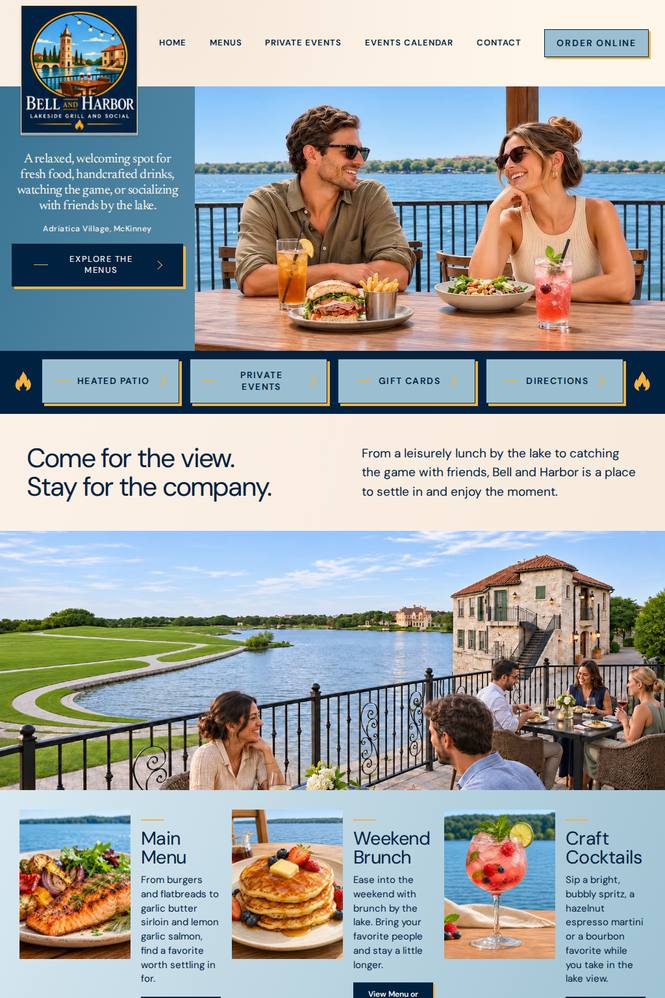 HOME MENUS PRIVATE EVENTS EVENTS CALENDAR CONTACT ORDER ONLINE
BELL AND HARBOR
LAKESIDE GRILL AND SOCIAL
A relaxed, welcoming spot for
fresh food, handcrafted drinks,
watching the game, or socializing
with friends by the lake.
Adriatica Village, McKinney
EXPLORE THE
MENUS
HEATED PATIO
PRIVATE
EVENTS
GIFT CARDS
DIRECTIONS
Come for the view.
Stay for the company.
From a leisurely lunch by the lake to catching
the game with friends, Bell and Harbor is a place
to settle in and enjoy the moment.
Main
Menu
From burgers
and flatbreads to
garlic butter
sirloin and lemon
garlic salmon,
find a favorite
worth settling in
for.
Weekend
Brunch
Ease into the
weekend with
brunch by the
lake. Bring your
favorite people
and stay a little
longer.
View Menu or
Craft
Cocktails
Sip a bright,
bubbly spritz, a
hazelnut
espresso martini
or a bourbon
favorite while
you take in the
lake view.